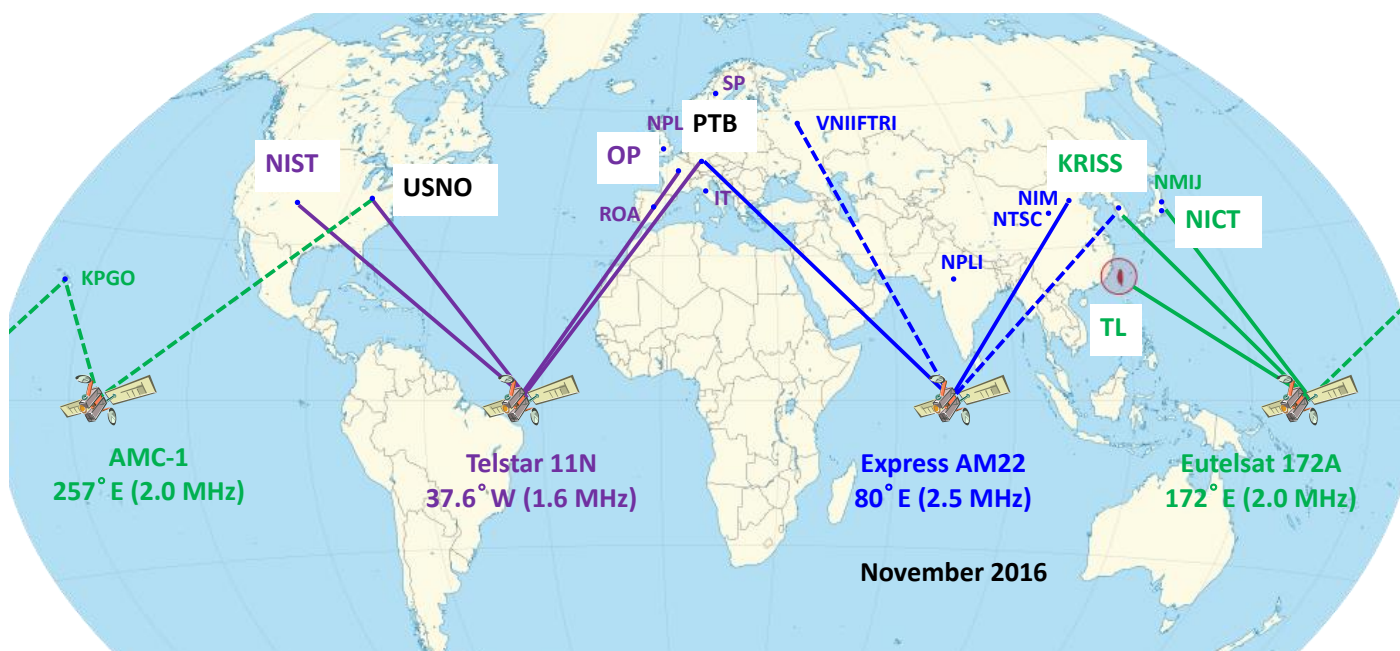 SP
NPL
PTB
VNIIFTRI
OP
NIST
KRISS
USNO
IT
NIM
NMIJ
ROA
NTSC
NICT
NPLI
KPGO
TL
AMC-1
257°E (2.0 MHz)
Telstar 11N
37.6°W (1.6 MHz)
Express AM22
80°E (2.5 MHz)
Eutelsat 172A
172°E (2.0 MHz)
November 2016